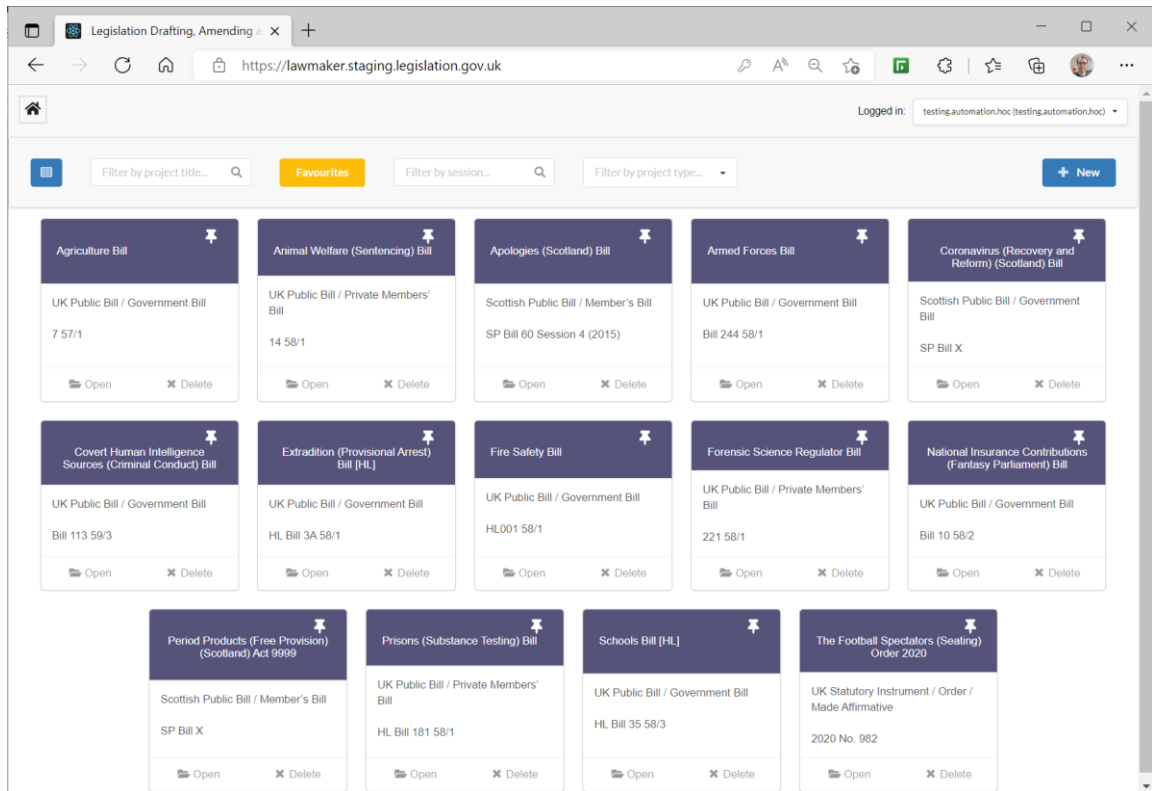 Legislation Drafting, Amending a
https://lawmaker.staging.legislation.gov.uk
Logged in: testing.automation.hoc (testing.automation.hoc)
Filter by project title...
Favourites
Filter by session...
Filter by project type...
New
Agriculture Bill
UK Public Bill / Government Bill
7 57/1
Open Delete
Animal Welfare (Sentencing) Bill
UK Public Bill / Private Members'
Bill
14 58/1
Open Delete
Apologies (Scotland) Bill
Scottish Public Bill / Member's Bill
SP Bill 60 Session 4 (2015)
Open Delete
Armed Forces Bill
UK Public Bill / Government Bill
Bill 244 58/1
Open Delete
Coronavirus (Recovery and
Reform) (Scotland) Bill
Scottish Public Bill / Government
Bill
SP Bill X
Open Delete
Covert Human Intelligence
Sources (Criminal Conduct) Bill
UK Public Bill / Government Bill
Bill 113 59/3
Open Delete
Extradition (Provisional Arrest)
Bill [HL]
UK Public Bill / Government Bill
HL Bill 3A 58/1
Open Delete
Fire Safety Bill
UK Public Bill / Government Bill
HL001 58/1
Open Delete
Forensic Science Regulator Bill
UK Public Bill / Private Members'
Bill
221 58/1
Open Delete
National Insurance Contributions
(Fantasy Parliament) Bill
UK Public Bill / Government Bill
Bill 10 58/2
Open Delete
Period Products (Free Provision)
(Scotland) Act 9999
Scottish Public Bill / Member's Bill
SP Bill X
Open Delete
Prisons (Substance Testing) Bill
UK Public Bill / Private Members'
Bill
HL Bill 181 58/1
Open Delete
Schools Bill [HL]
UK Public Bill / Government Bill
HL Bill 35 58/3
Open Delete
The Football Spectators (Seating)
Order 2020
UK Statutory Instrument / Order /
Made Affirmative
2020 No. 982
Open Delete